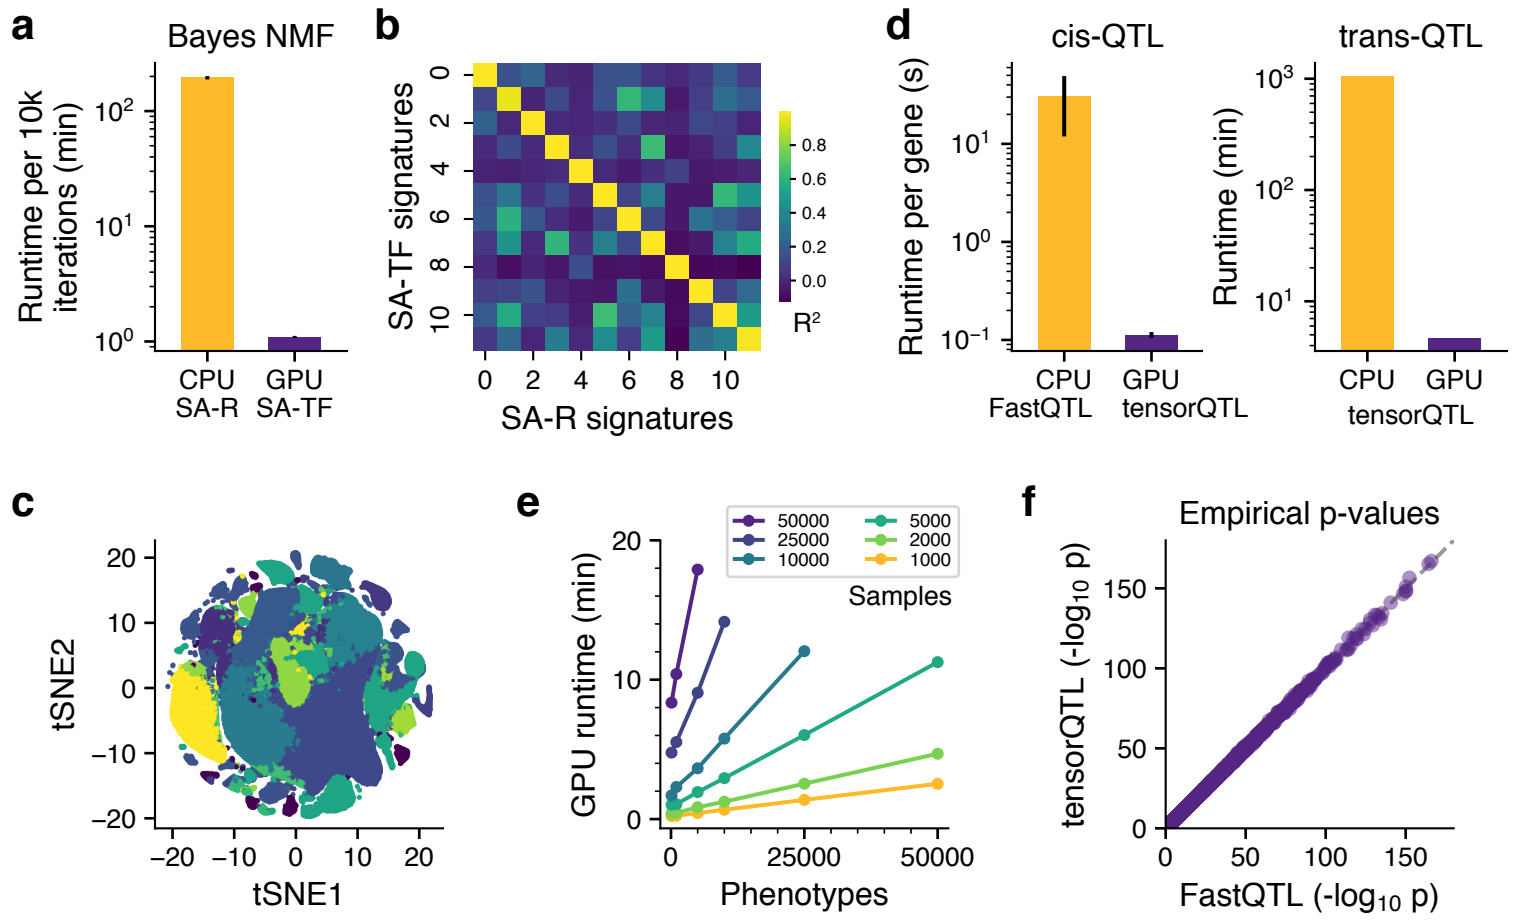 a
Bayes NMF
Runtime per 10k
iterations (min)
10²
10¹
10⁰
CPU
SA-R
GPU
SA-TF
b
SA-TF signatures
0
2
4
6
8
10
0 2 4 6 8 10
SA-R signatures
0.8
0.6
0.4
0.2
0.0
R²
d
cis-QTL
Runtime per gene (s)
10¹
10⁰
10⁻¹
CPU GPU
FastQTL tensorQTL
trans-QTL
Runtime (min)
10³
10²
10¹
CPU GPU
tensorQTL
c
tSNE2
20
10
0
−10
−20
−20 −10 0 10 20
tSNE1
e
50000 5000
25000 2000
10000 1000
Samples
GPU runtime (min)
20
10
0
0 25000 50000
Phenotypes
f
Empirical p-values
tensorQTL (-log₁₀ p)
150
100
50
0
0 50 100 150
FastQTL (-log₁₀ p)